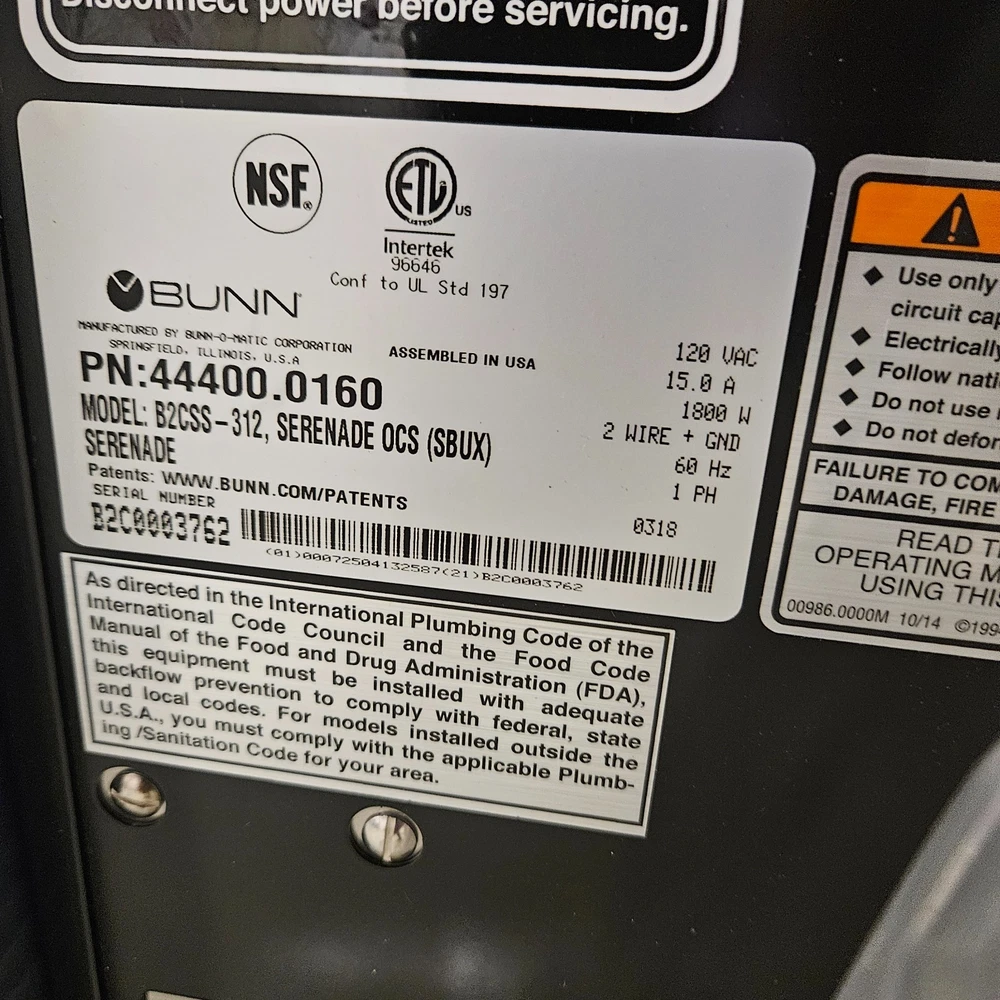 Disconnect power before servicing.
NSF®
ETL
LISTED
US
Intertek
96646
Conf to UL Std 197
BUNN®
MANUFACTURED BY BUNN-O-MATIC CORPORATION
SPRINGFIELD, ILLINOIS, U.S.A
ASSEMBLED IN USA
PN:44400.0160
MODEL: B2CSS-312, SERENADE OCS (SBUX)
SERENADE
Patents: WWW.BUNN.COM/PATENTS
SERIAL NUMBER
B2C0003762
120 VAC
15.0 A
1800 W
2 WIRE + GND
60 Hz
1 PH
0318
(01)00072504132587(21)B2C0003762
As directed in the International Plumbing Code of the
International Code Council and the Food Code
Manual of the Food and Drug Administration (FDA),
this equipment must be installed with adequate
backflow prevention to comply with federal, state
and local codes. For models installed outside the
U.S.A., you must comply with the applicable Plumb-
ing /Sanitation Code for your area.
◆ Use only
circuit
◆ Electrically
◆ Follow
◆ Do not use
◆ Do not
FAILURE TO
DAMAGE, FIRE
READ
OPERATING
USING
00986.0000M 10/14 ©